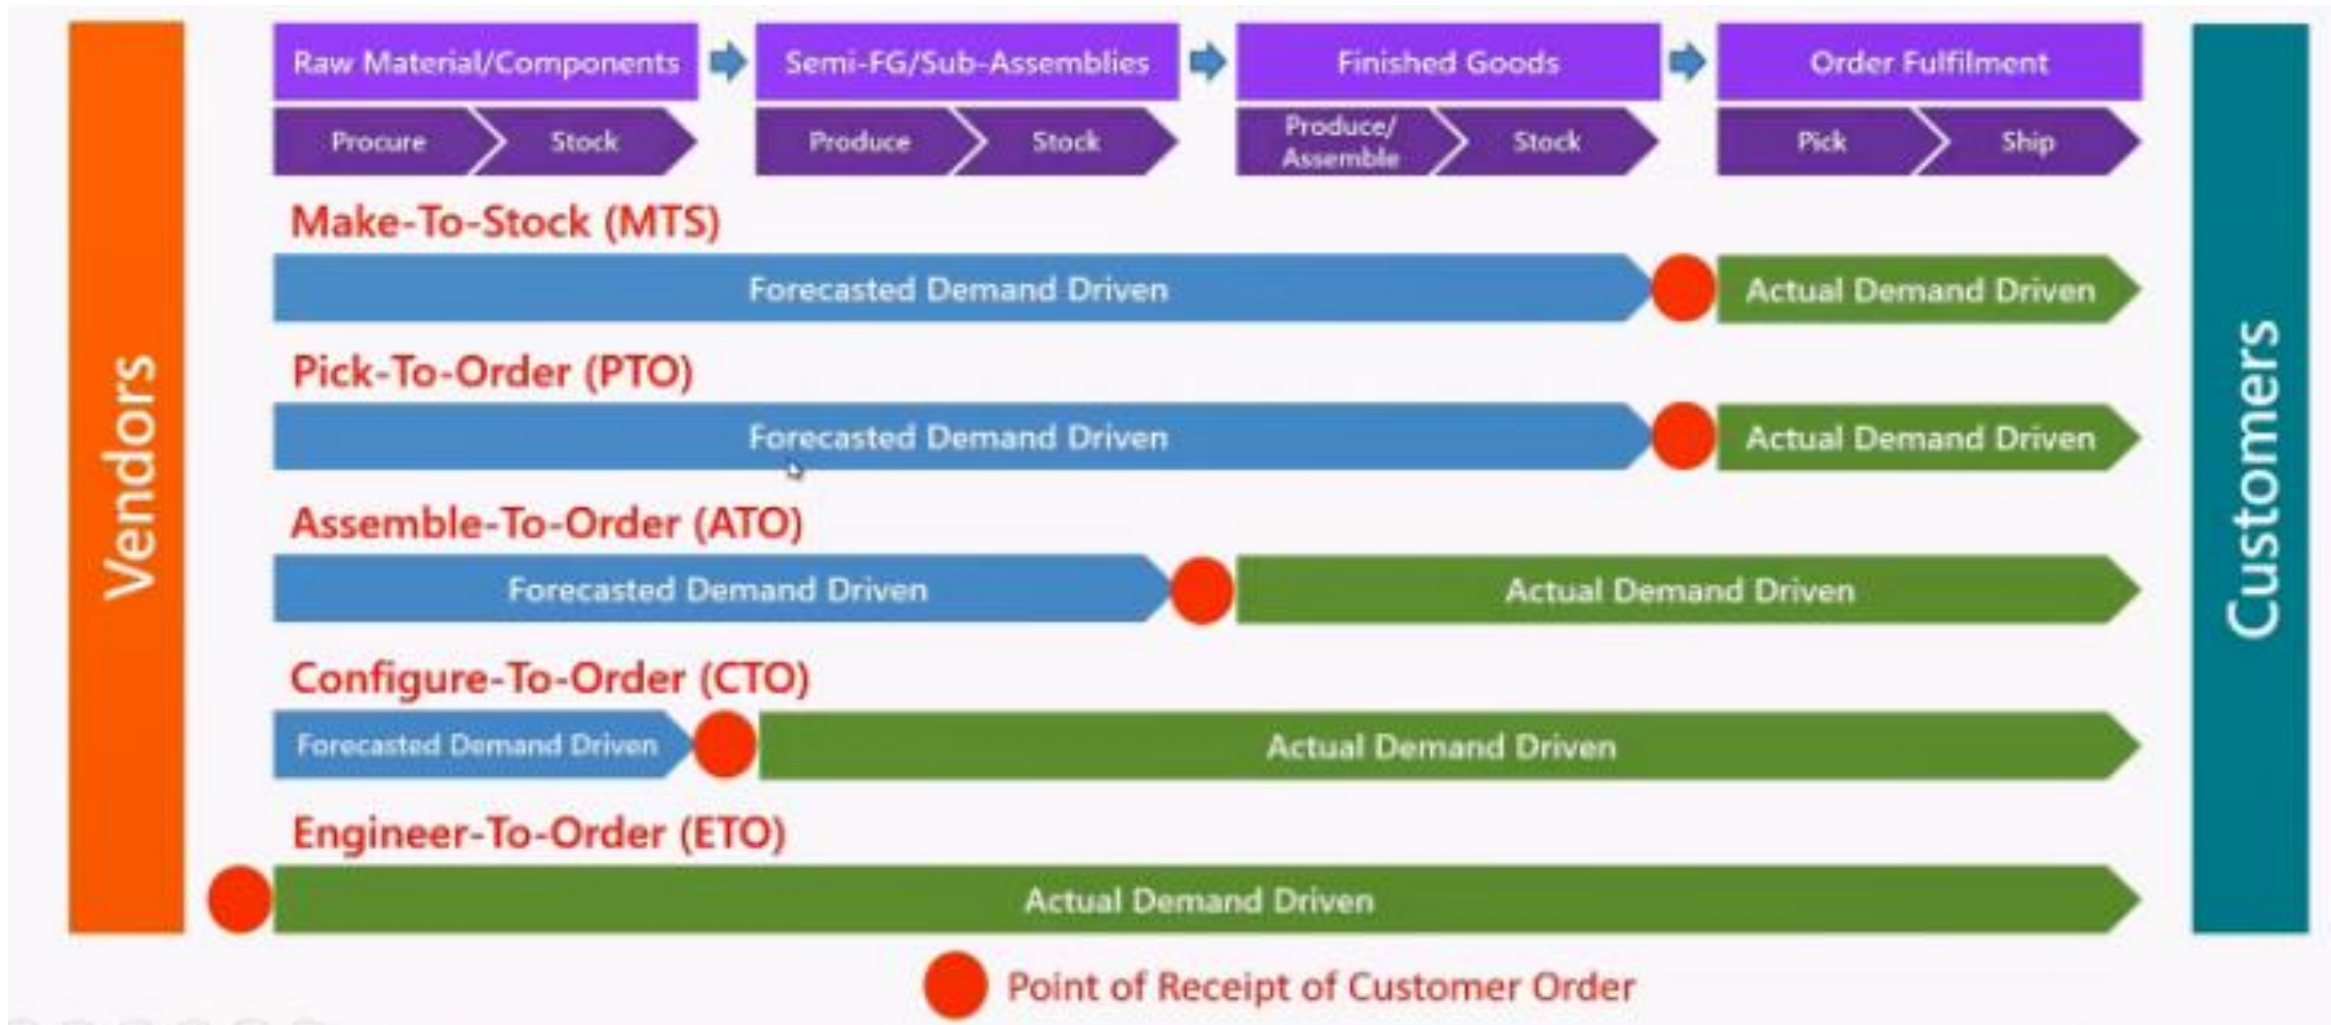 Vendors
Raw Material/Components
Semi-FG/Sub-Assemblies
Finished Goods
Order Fulfilment
Procure
Stock
Produce
Stock
Produce/
Assemble
Stock
Pick
Ship
Make-To-Stock (MTS)
Forecasted Demand Driven
Actual Demand Driven
Pick-To-Order (PTO)
Forecasted Demand Driven
Actual Demand Driven
Assemble-To-Order (ATO)
Forecasted Demand Driven
Actual Demand Driven
Configure-To-Order (CTO)
Forecasted Demand Driven
Actual Demand Driven
Engineer-To-Order (ETO)
Actual Demand Driven
Point of Receipt of Customer Order
Customers